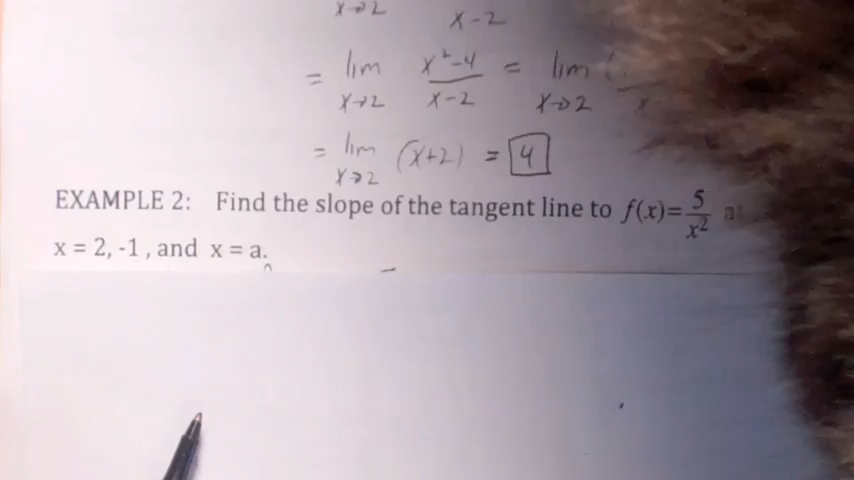 x→2 x-2
= lim x→2 x²-4/x-2 = lim x→2 ( x
= lim x→2 (x+2) = 4
EXAMPLE 2: Find the slope of the tangent line to f(x)=5/x²
x = 2, -1 , and x = a.